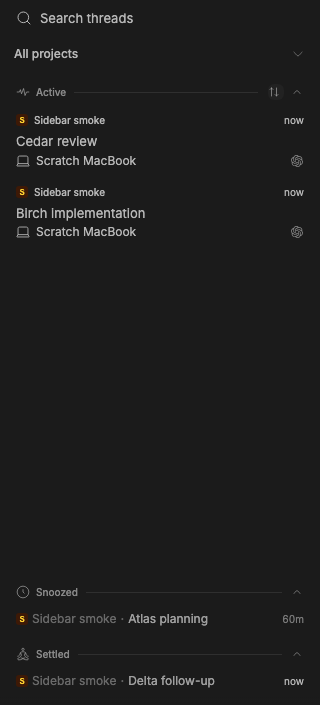 Search threads
All projects
Active
S Sidebar smoke now
Cedar review
Scratch MacBook
S Sidebar smoke now
Birch implementation
Scratch MacBook
Snoozed
S Sidebar smoke · Atlas planning 60m
Settled
S Sidebar smoke · Delta follow-up now